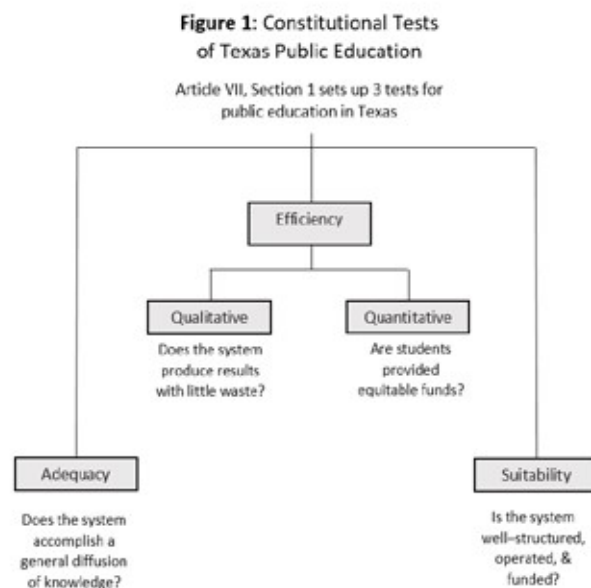 Figure 1: Constitutional Tests
of Texas Public Education
Article VII, Section 1 sets up 3 tests for
public education in Texas
Efficiency
Qualitative
Does the system
produce results
with little waste?
Quantitative
Are students
provided
equitable funds?
Adequacy
Does the system
accomplish a
general diffusion
of knowledge?
Suitability
Is the system
well–structured,
operated, &
funded?